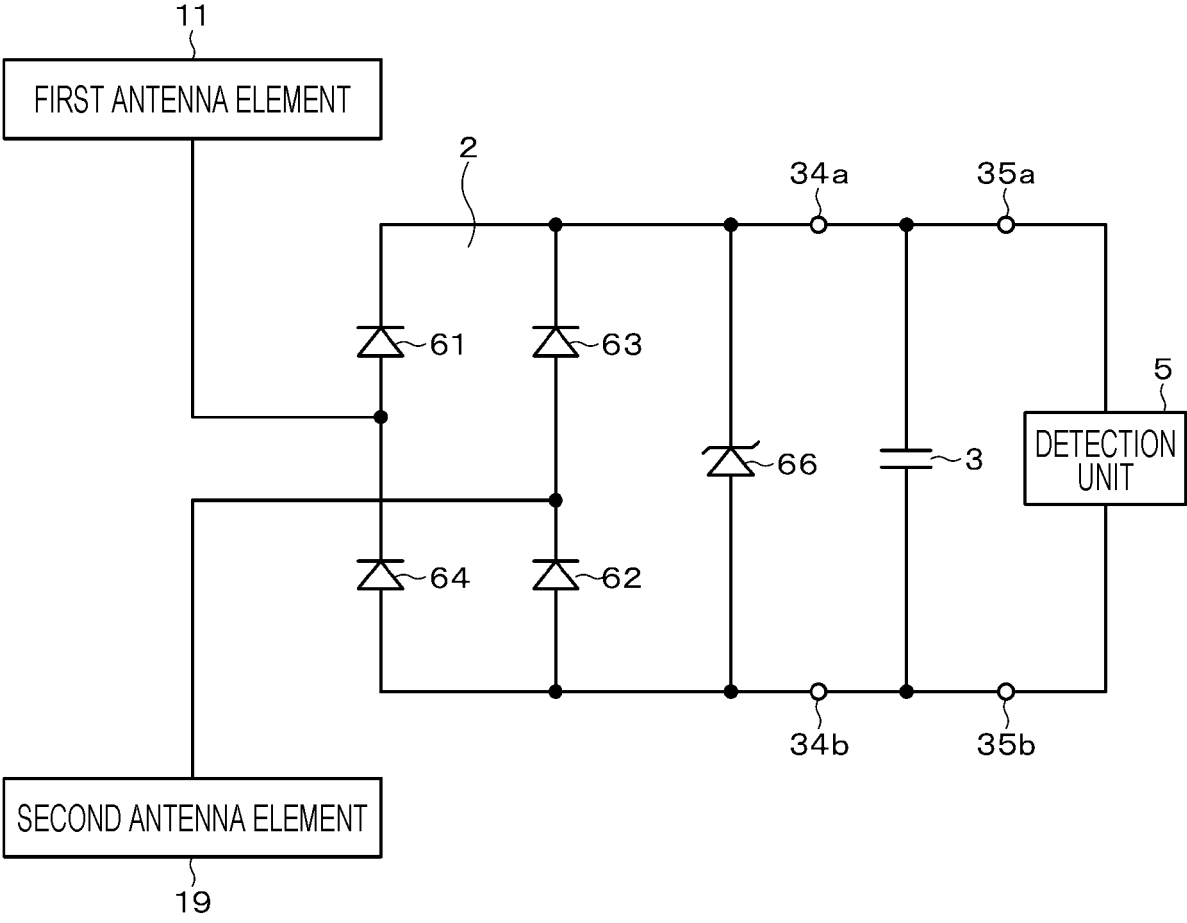 11
FIRST ANTENNA ELEMENT
2
34a
35a
61
63
5
DETECTION
UNIT
66
3
64
62
34b
35b
SECOND ANTENNA ELEMENT
19